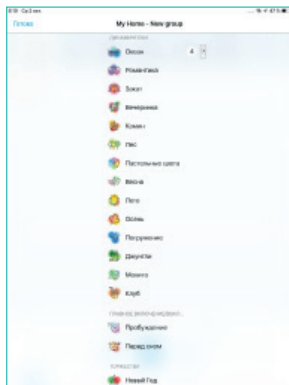 My Home - New group
Готово
Океан
4
Романтика
Закат
Вечеринка
Камин
Лес
Пастельные цвета
Весна
Лето
Осень
Погружение
Джунгли
Мохито
Клуб
Пробуждение
Перед сном
Новый Год